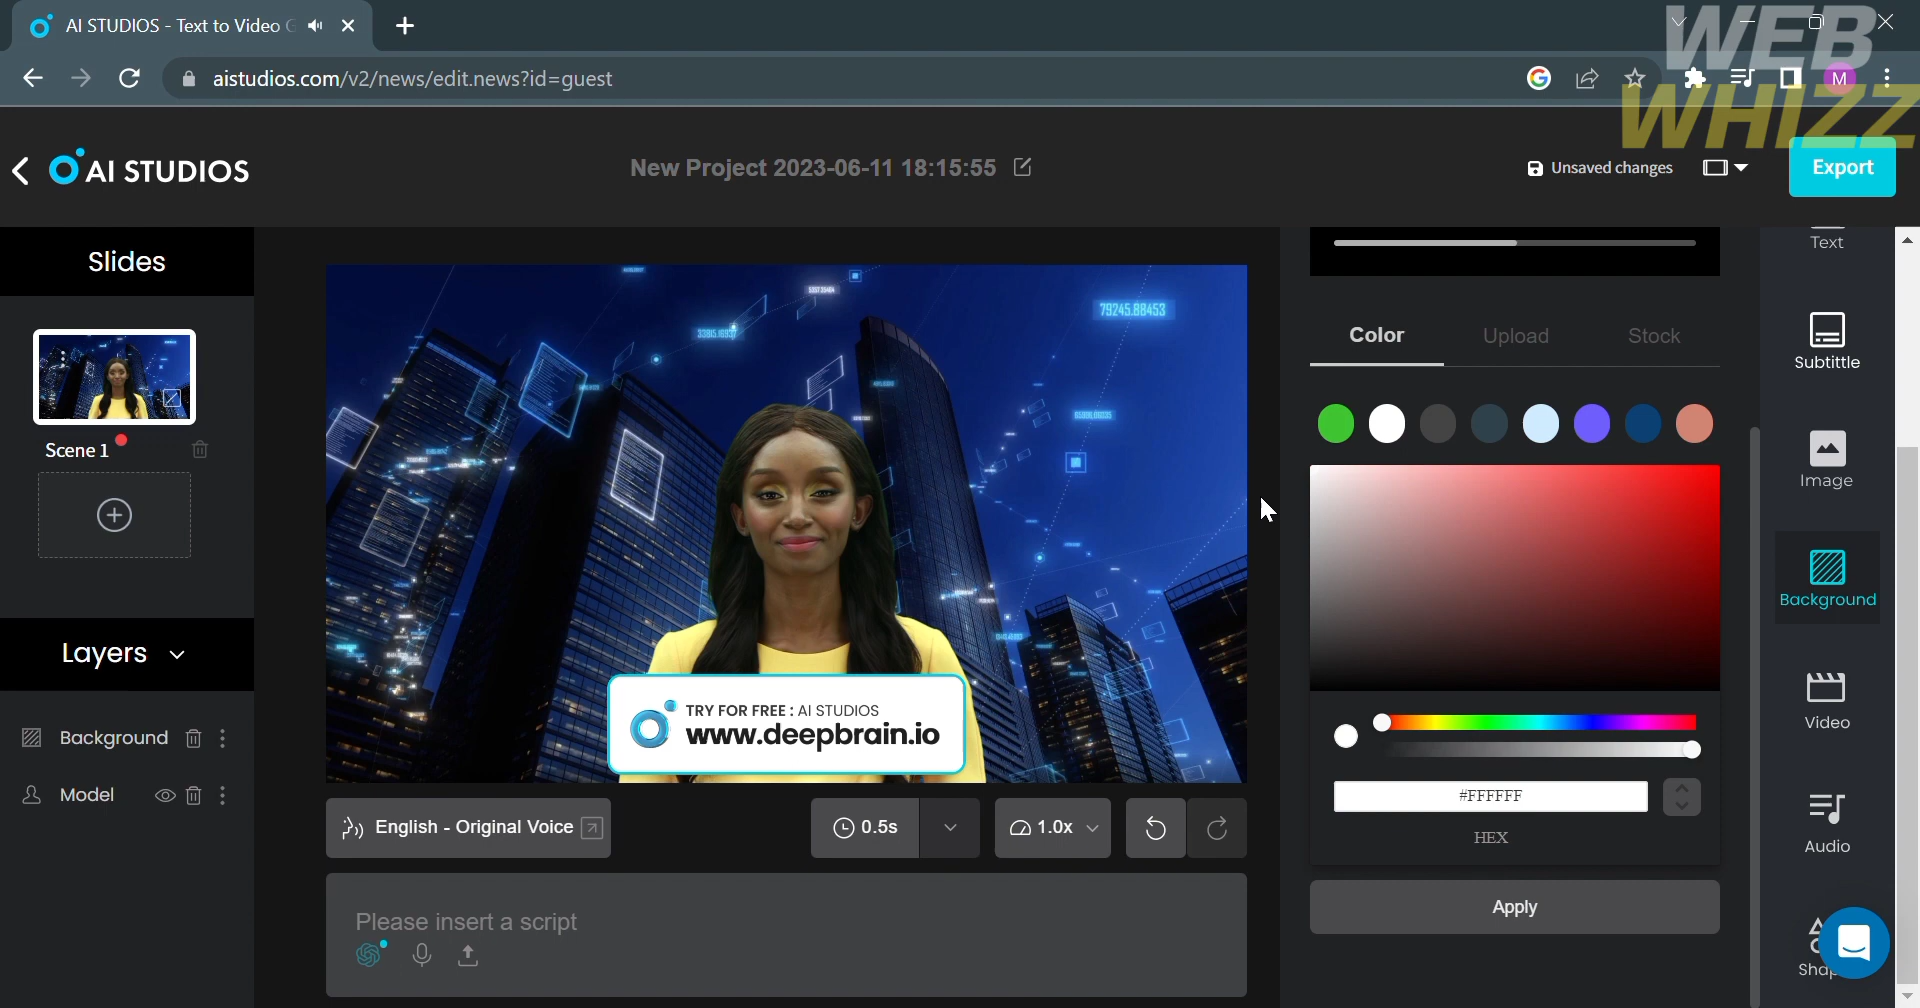 AI STUDIOS - Text to Video G
WEB
WHIZZ
aistudios.com/v2/news/edit.news?id=guest
M
AI STUDIOS
New Project 2023-06-11 18:15:55
Unsaved changes
Export
Slides
Scene 1
Layers
Background
Model
79245.88453
TRY FOR FREE : AI STUDIOS
www.deepbrain.io
English - Original Voice
0.5s
1.0x
Please insert a script
Color
Upload
Stock
#FFFFFF
HEX
Apply
Text
Subtittle
Image
Background
Video
Audio